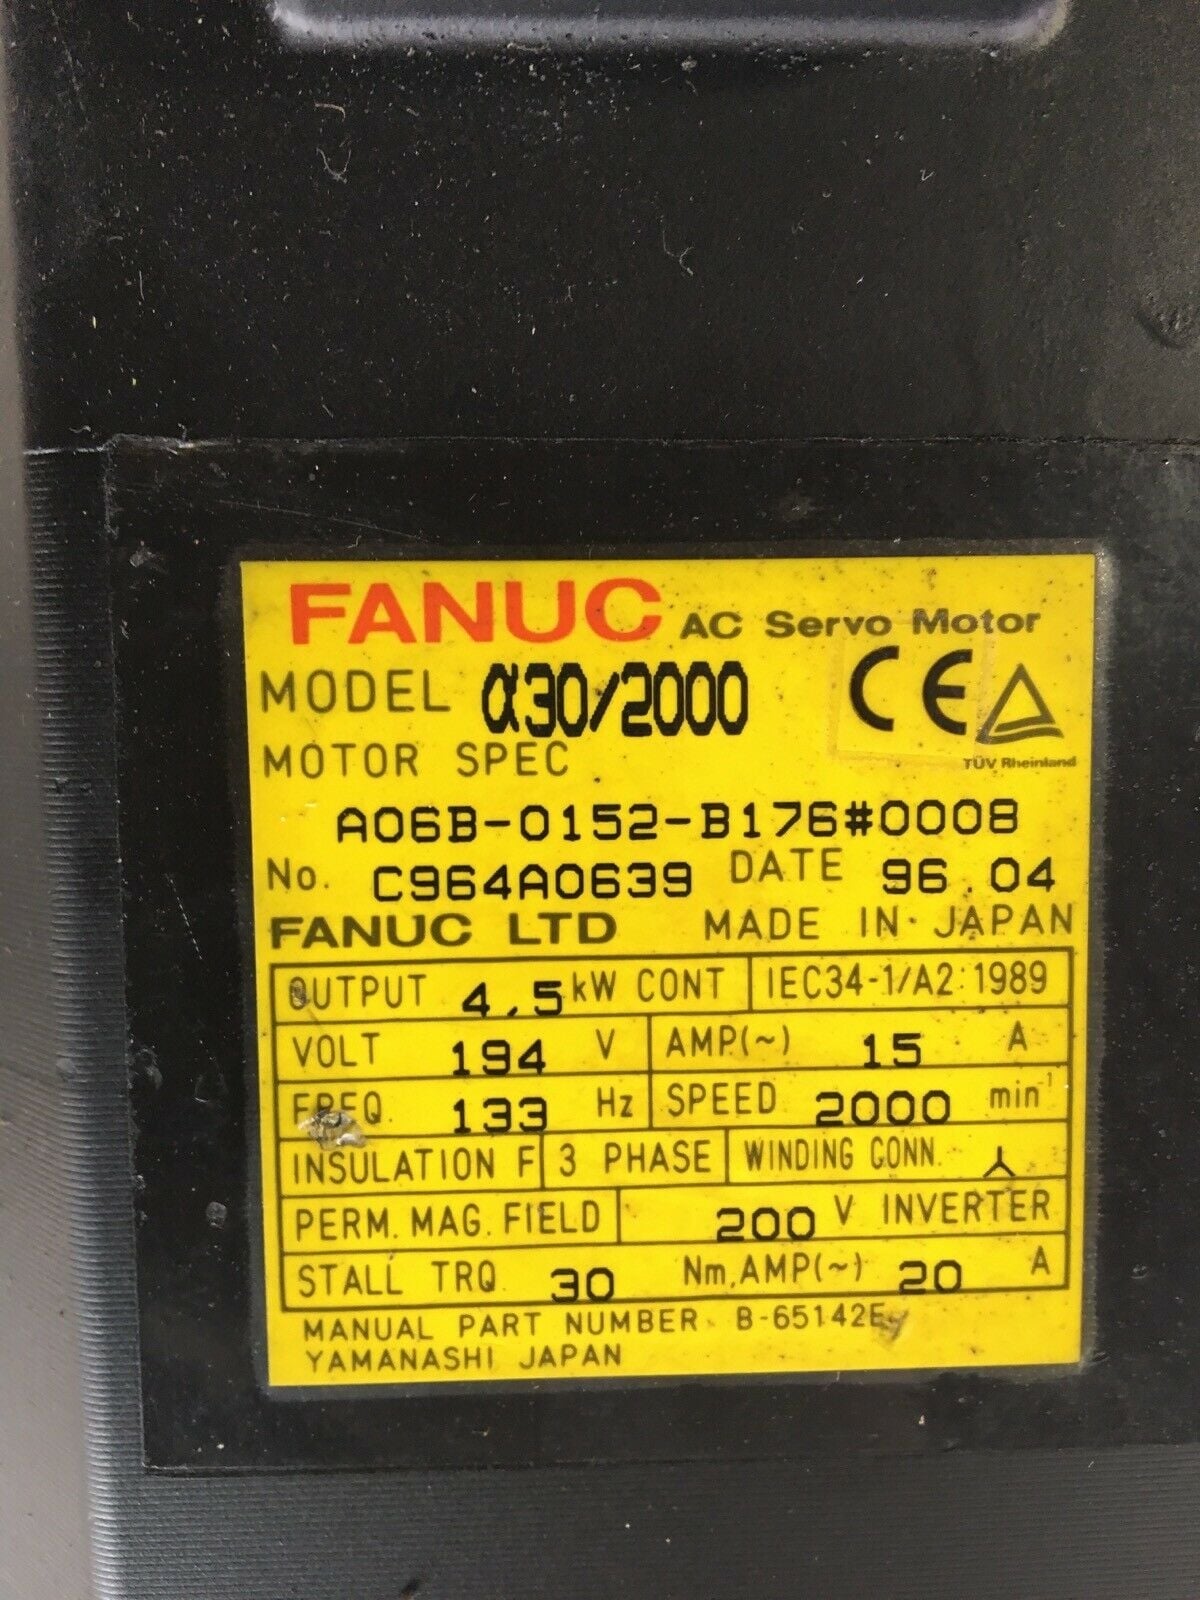 FANUC AC Servo Motor
MODEL α30/2000
CE
TÜV Rheinland
MOTOR SPEC
A06B-0152-B176#0008
No. C964A0639 DATE 96.04
FANUC LTD MADE IN JAPAN
OUTPUT 4.5 kW CONT IEC34-1/A2:1989
VOLT 194 V AMP(~) 15 A
FREQ. 133 Hz SPEED 2000 min⁻¹
INSULATION F 3 PHASE WINDING CONN.
PERM. MAG. FIELD 200 V INVERTER
STALL TRQ 30 Nm, AMP(~) 20 A
MANUAL PART NUMBER B-65142E
YAMANASHI JAPAN